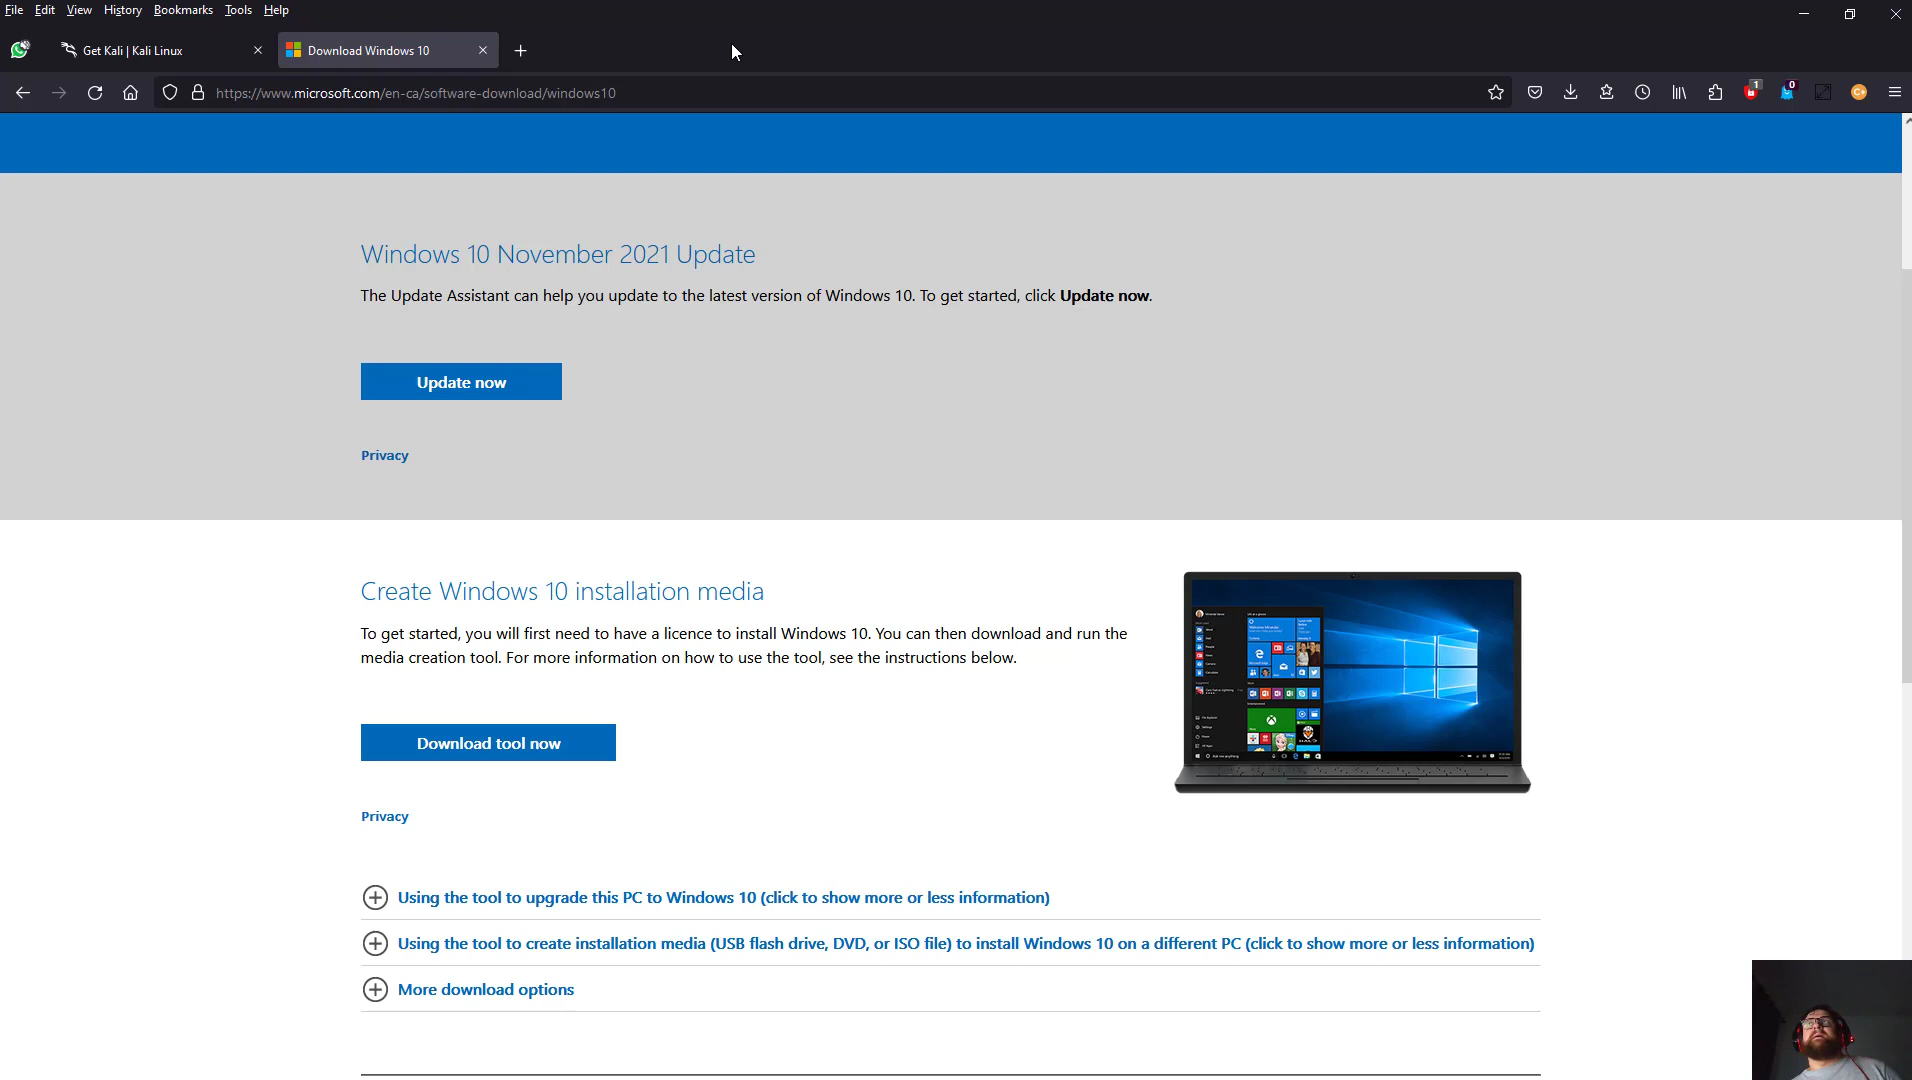 File Edit View History Bookmarks Tools Help
Get Kali | Kali Linux
Download Windows 10
https://www.microsoft.com/en-ca/software-download/windows10
1
0
C+
Windows 10 November 2021 Update
The Update Assistant can help you update to the latest version of Windows 10. To get started, click Update now.
Update now
Privacy
Create Windows 10 installation media
To get started, you will first need to have a licence to install Windows 10. You can then download and run the
media creation tool. For more information on how to use the tool, see the instructions below.
Download tool now
Privacy
Using the tool to upgrade this PC to Windows 10 (click to show more or less information)
Using the tool to create installation media (USB flash drive, DVD, or ISO file) to install Windows 10 on a different PC (click to show more or less information)
More download options